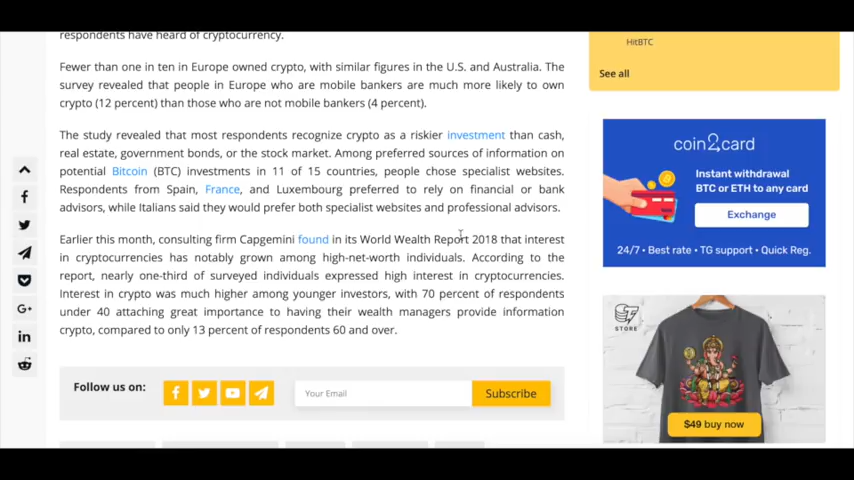 respondents have heard of cryptocurrency.
Fewer than one in ten in Europe owned crypto, with similar figures in the U.S. and Australia. The
survey revealed that people in Europe who are mobile bankers are much more likely to own
crypto (12 percent) than those who are not mobile bankers (4 percent).
The study revealed that most respondents recognize crypto as a riskier investment than cash,
real estate, government bonds, or the stock market. Among preferred sources of information on
potential Bitcoin (BTC) investments in 11 of 15 countries, people chose specialist websites.
Respondents from Spain, France, and Luxembourg preferred to rely on financial or bank
advisors, while Italians said they would prefer both specialist websites and professional advisors.
Earlier this month, consulting firm Capgemini found in its World Wealth Report 2018 that interest
in cryptocurrencies has notably grown among high-net-worth individuals. According to the
report, nearly one-third of surveyed individuals expressed high interest in cryptocurrencies.
Interest in crypto was much higher among younger investors, with 70 percent of respondents
under 40 attaching great importance to having their wealth managers provide information
crypto, compared to only 13 percent of respondents 60 and over.
Follow us on:
Your Email
Subscribe
HitBTC
See all
coin2card
Instant withdrawal
BTC or ETH to any card
Exchange
24/7 • Best rate • TG support • Quick Reg.
STORE
$49 buy now